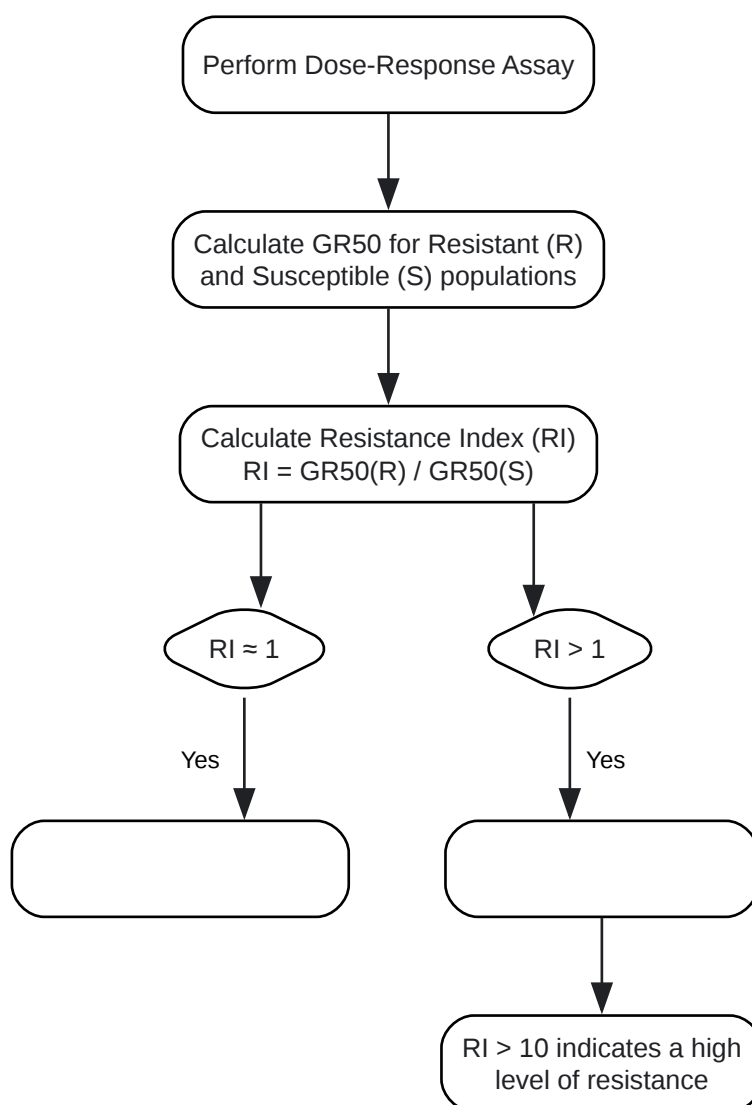 Perform Dose-Response Assay
Calculate GR50 for Resistant (R)
and Susceptible (S) populations
Calculate Resistance Index (RI)
RI = GR50(R) / GR50(S)
RI ≈ 1
RI > 1
Yes
Yes
RI > 10 indicates a high
level of resistance